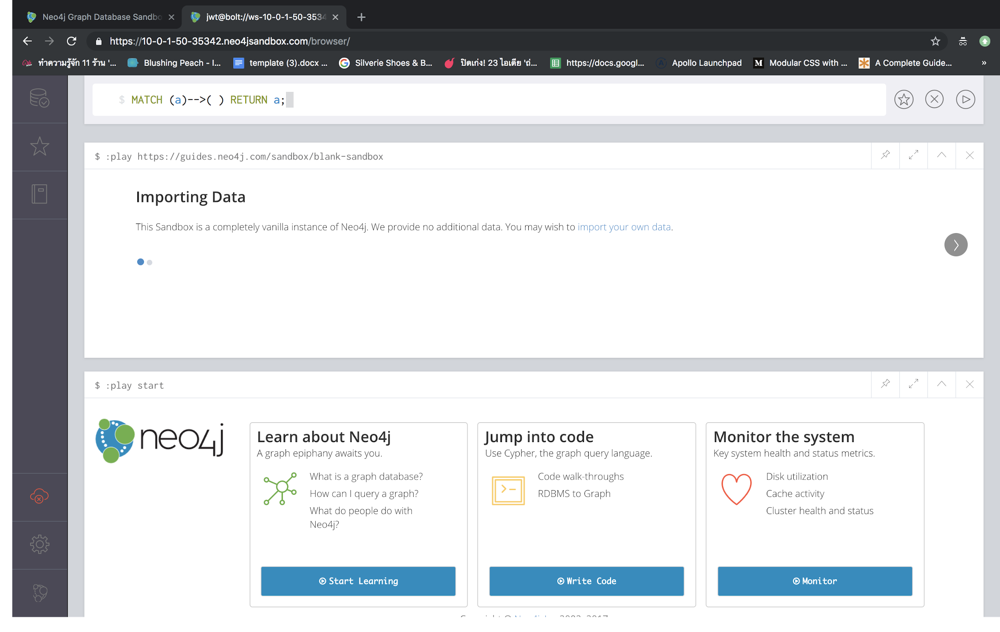 Neo4j Graph Database Sandbo
jwt@bolt://ws-10-0-1-50-3534
https://10-0-1-50-35342.neo4jsandbox.com/browser/
ทำความรู้จัก 11 ร้าน '...
Blushing Peach - I...
template (3).docx ...
Silverie Shoes & B...
ปิดเก่ง! 23 ไอเดีย 'ถ่...
https://docs.googl...
Apollo Launchpad
M Modular CSS with ...
A Complete Guide...
»
$ MATCH (a)-->( ) RETURN a;
$ :play https://guides.neo4j.com/sandbox/blank-sandbox
Importing Data
This Sandbox is a completely vanilla instance of Neo4j. We provide no additional data. You may wish to import your own data.
$ :play start
neo4j
Learn about Neo4j
A graph epiphany awaits you.
What is a graph database?
How can I query a graph?
What do people do with
Neo4j?
Start Learning
Jump into code
Use Cypher, the graph query language.
Code walk-throughs
RDBMS to Graph
Write Code
Monitor the system
Key system health and status metrics.
Disk utilization
Cache activity
Cluster health and status
Monitor